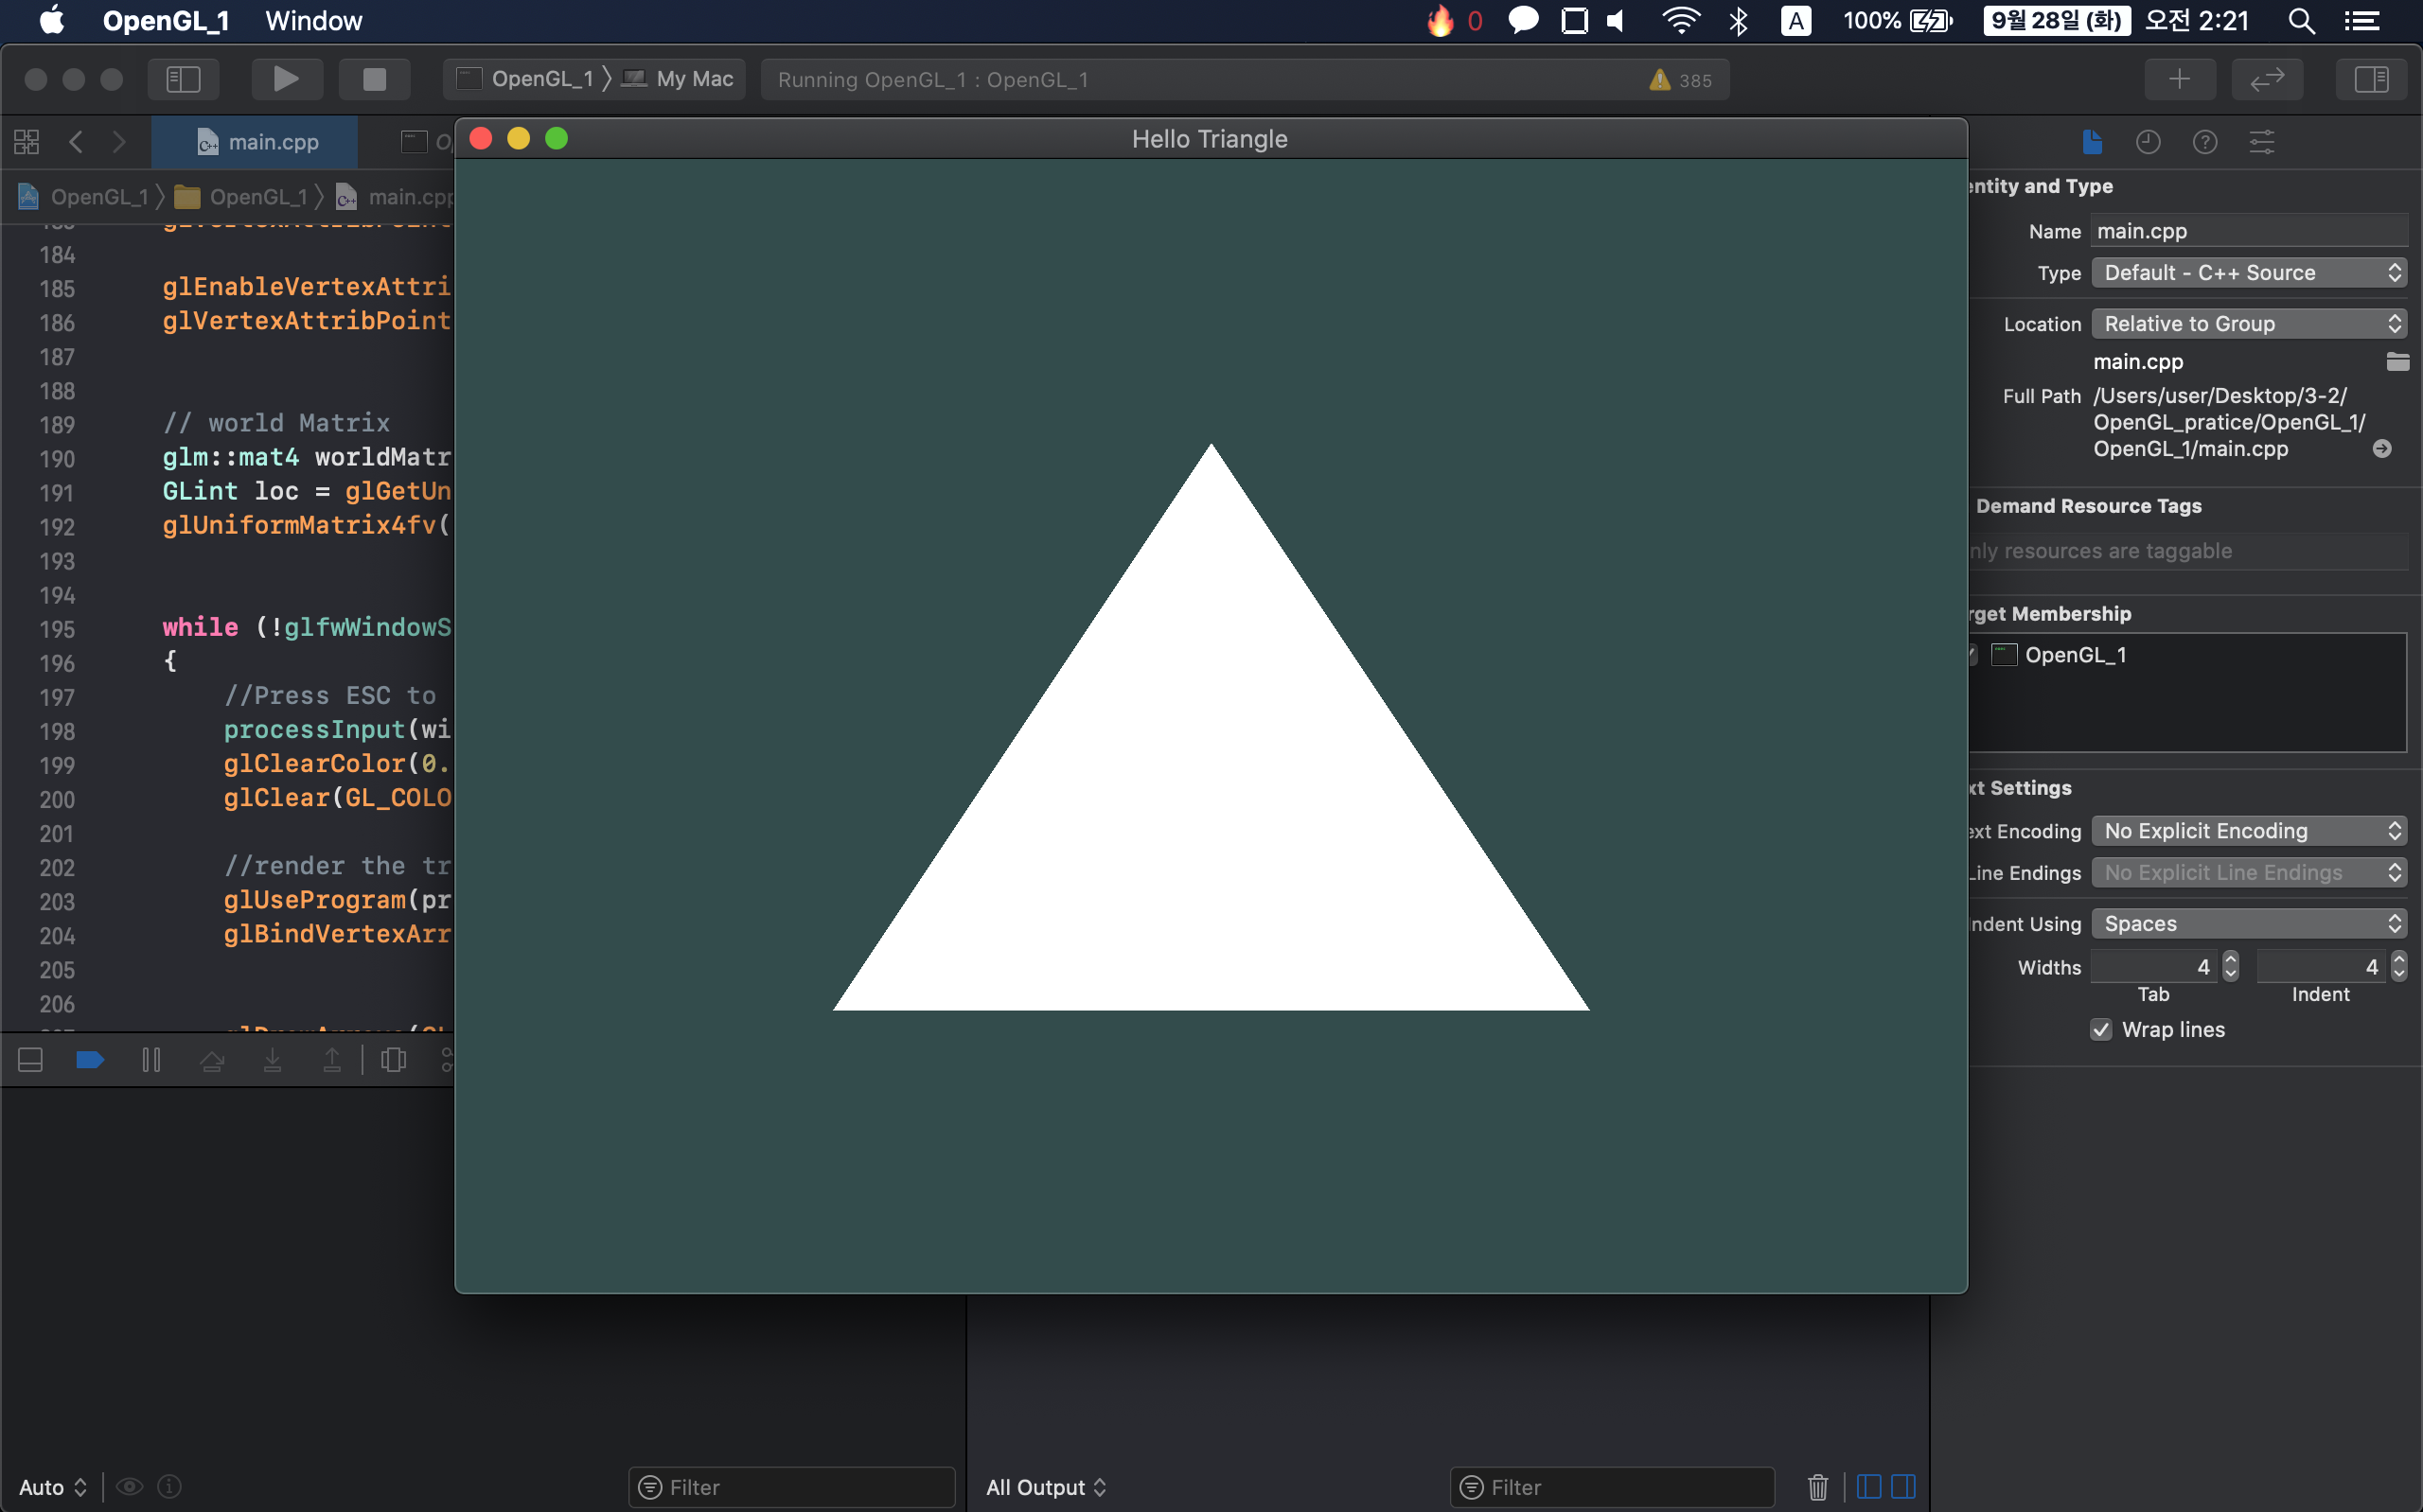 OpenGL_1 Window 0 A 100% 9월 28일 (화) 오전 2:21
OpenGL_1 My Mac Running OpenGL_1 : OpenGL_1 385
main.cpp
Hello Triangle
OpenGL_1 OpenGL_1 main.cpp
184
185 glEnableVertexAttri
186 glVertexAttribPoint
187
188
189 // world Matrix
190 glm::mat4 worldMatr
191 GLint loc = glGetUn
192 glUniformMatrix4fv(
193
194
195 while (!glfwWindowS
196 {
197 //Press ESC to
198 processInput(wi
199 glClearColor(0.
200 glClear(GL_COLO
201
202 //render the tr
203 glUseProgram(pr
204 glBindVertexArr
205
206
entity and Type
Name main.cpp
Type Default - C++ Source
Location Relative to Group
main.cpp
Full Path /Users/user/Desktop/3-2/
OpenGL_pratice/OpenGL_1/
OpenGL_1/main.cpp
Demand Resource Tags
nly resources are taggable
rget Membership
OpenGL_1
xt Settings
ext Encoding No Explicit Encoding
Line Endings No Explicit Line Endings
Indent Using Spaces
Widths 4 4
Tab Indent
Wrap lines
Auto Filter All Output Filter